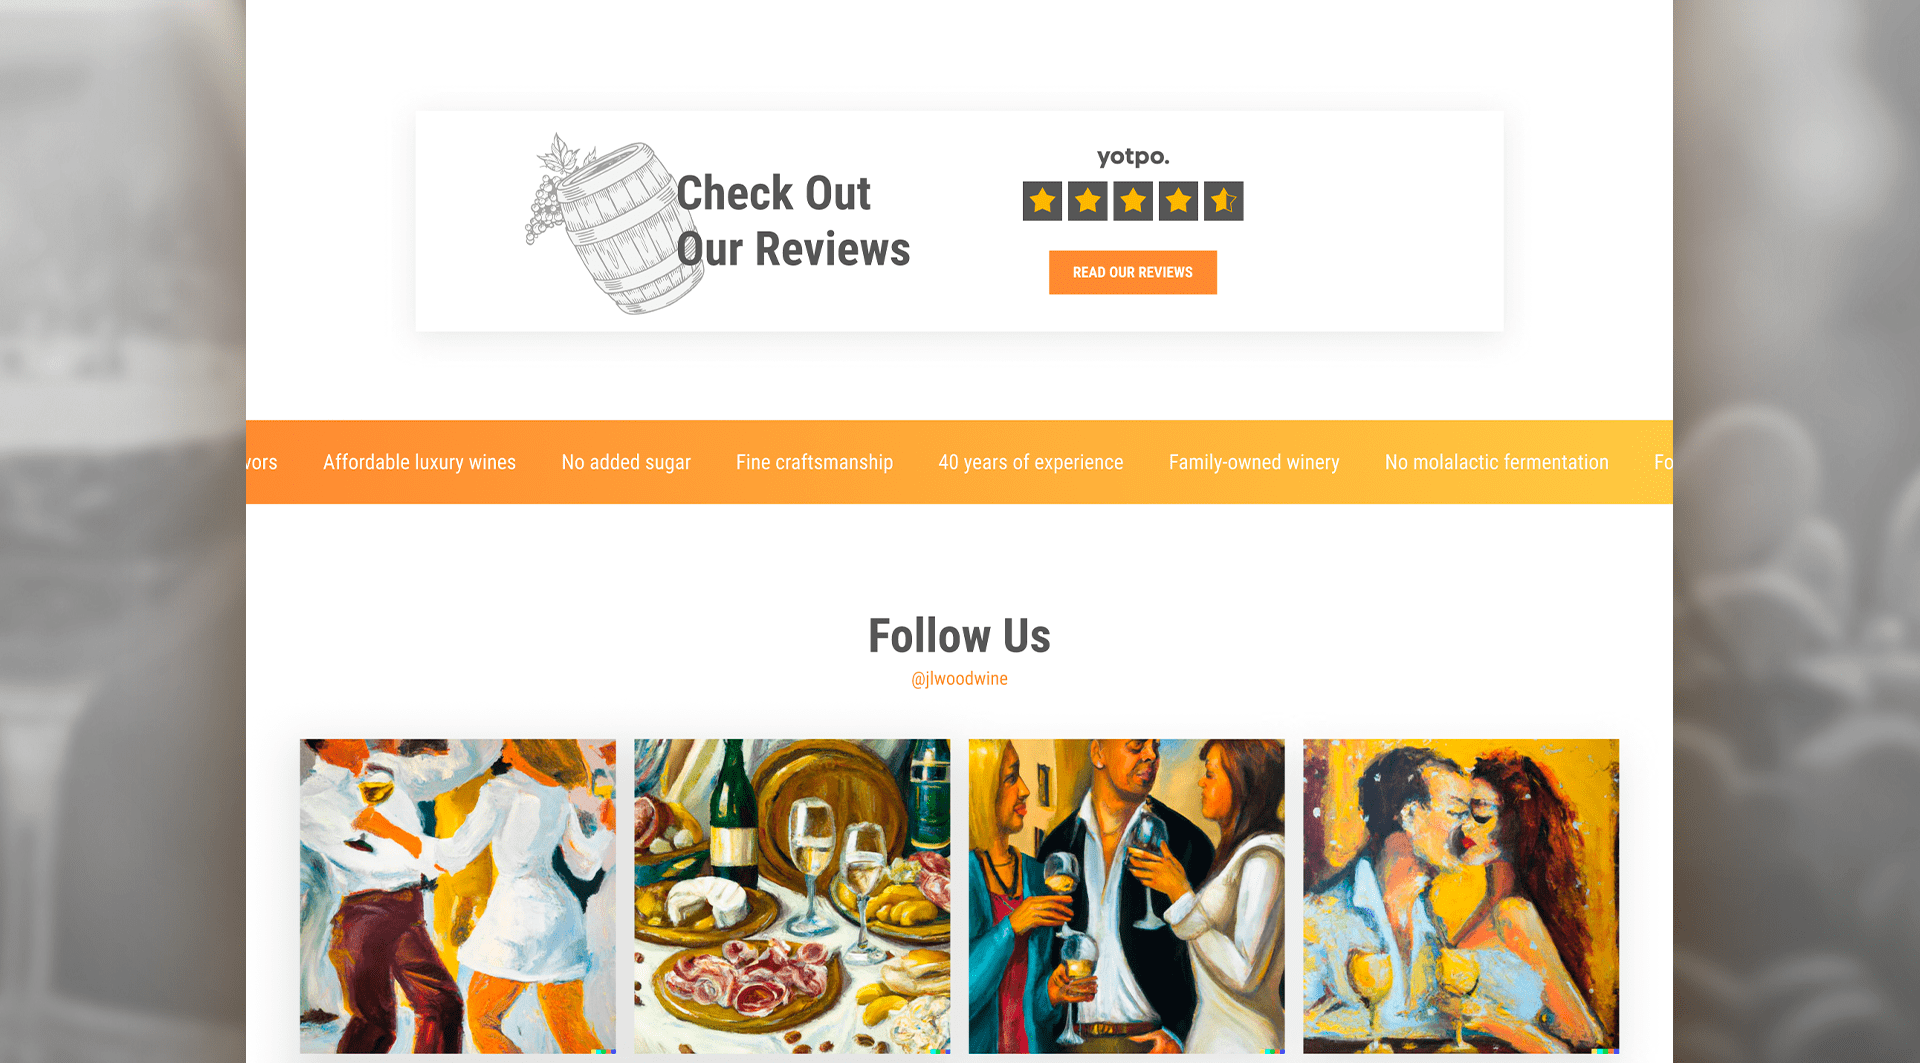 Check Out
Our Reviews
yotpo.
READ OUR REVIEWS
vors Affordable luxury wines No added sugar Fine craftsmanship 40 years of experience Family-owned winery No molalactic fermentation Fo
Follow Us
@jlwoodwine